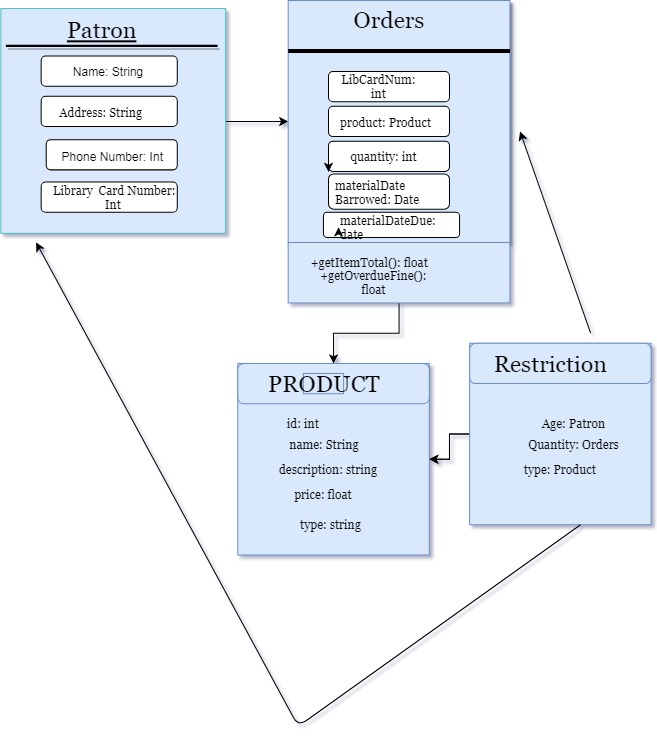 Patron
Name: String
Address: String
Phone Number: Int
Library Card Number:
Int
Orders
LibCardNum:
int
product: Product
quantity: int
materialDate
Barrowed: Date
materialDateDue:
date
+getItemTotal(): float
+getOverdueFine():
float
PRODUCT
id: int
name: String
description: string
price: float
type: string
Restriction
Age: Patron
Quantity: Orders
type: Product